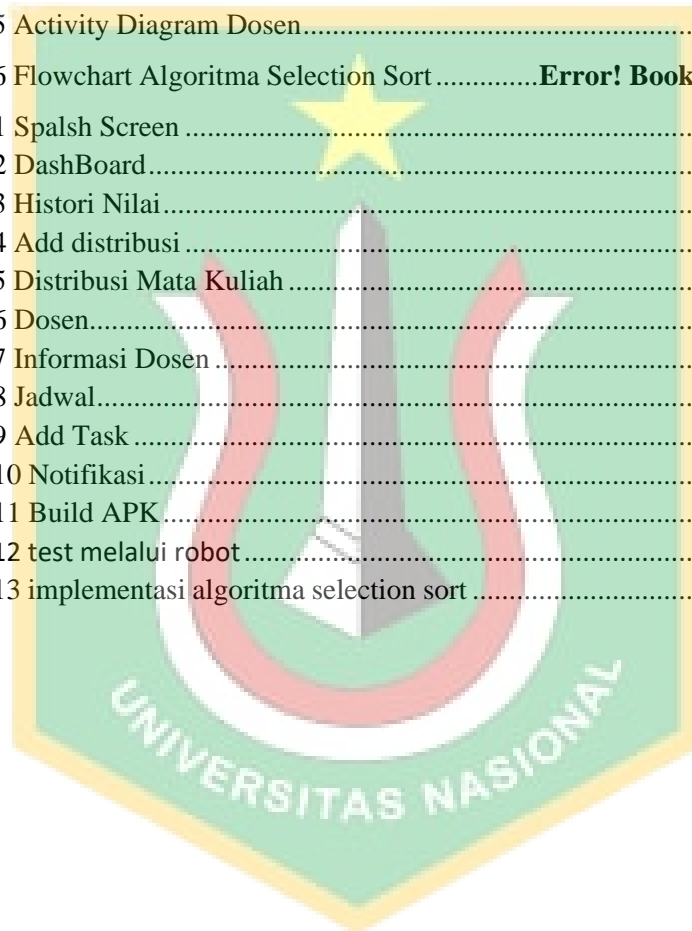 5 Activity Diagram Dosen
6 Flowchart Algoritma Selection Sort Error! Book
1 Spalsh Screen
2 DashBoard
3 Histori Nilai
4 Add distribusi
5 Distribusi Mata Kuliah
6 Dosen
7 Informasi Dosen
8 Jadwal
9 Add Task
10 Notifikasi
11 Build APK
12 test melalui robot
13 implementasi algoritma selection sort
UNIVERSITAS NASIONAL